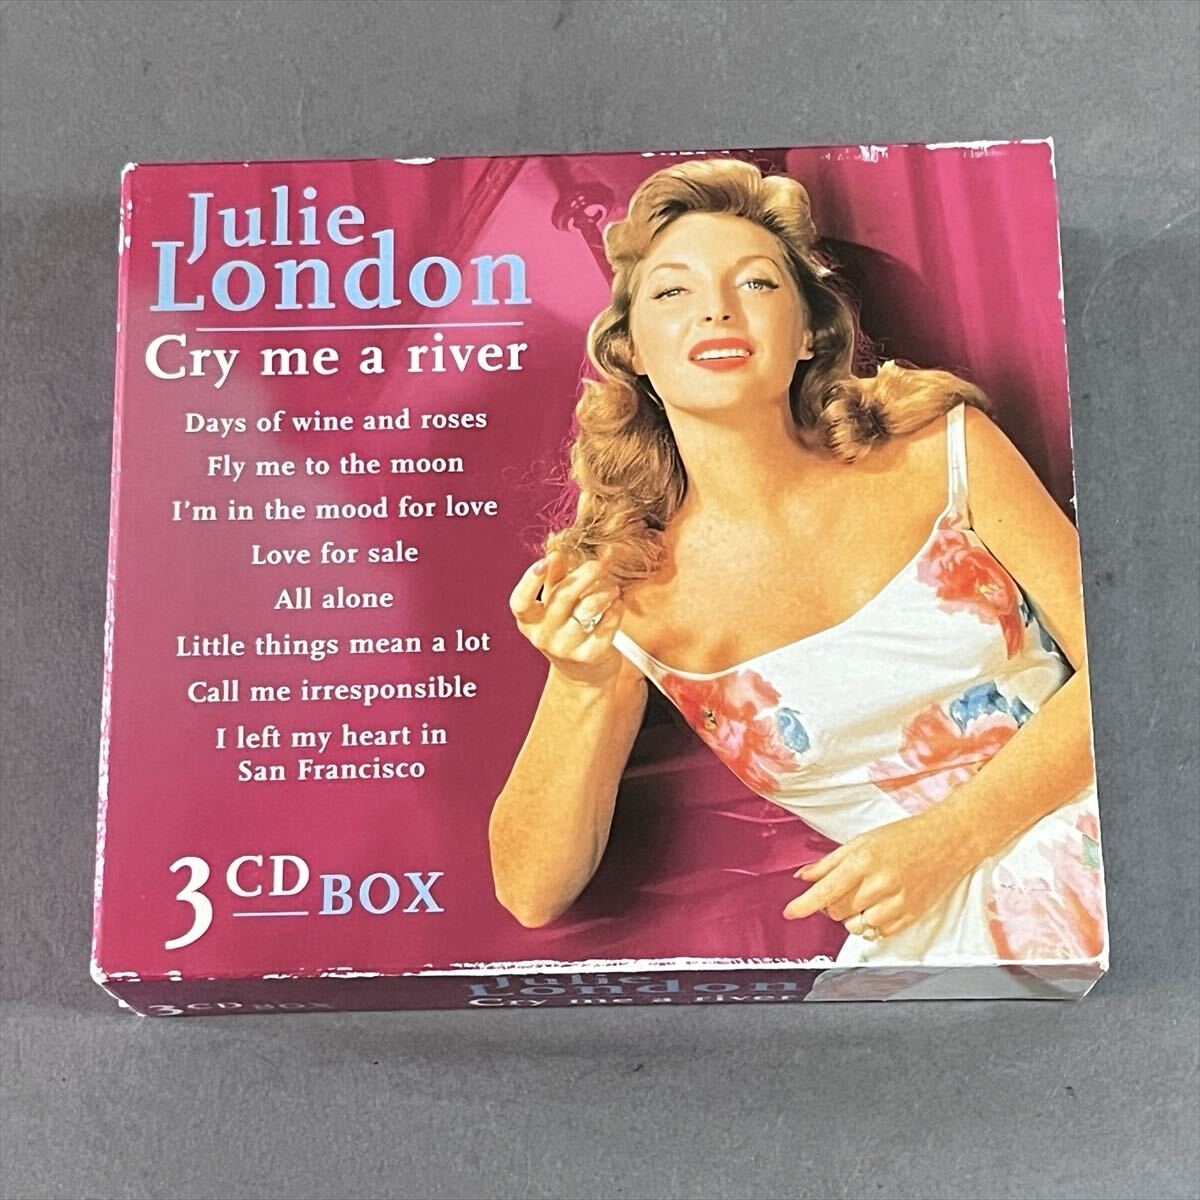 Julie
London
Cry me a river
Days of wine and roses
Fly me to the moon
I'm in the mood for love
Love for sale
All alone
Little things mean a lot
Call me irresponsible
I left my heart in
San Francisco
3 CD BOX
3 CD BOX
Julie
London
Cry me a river